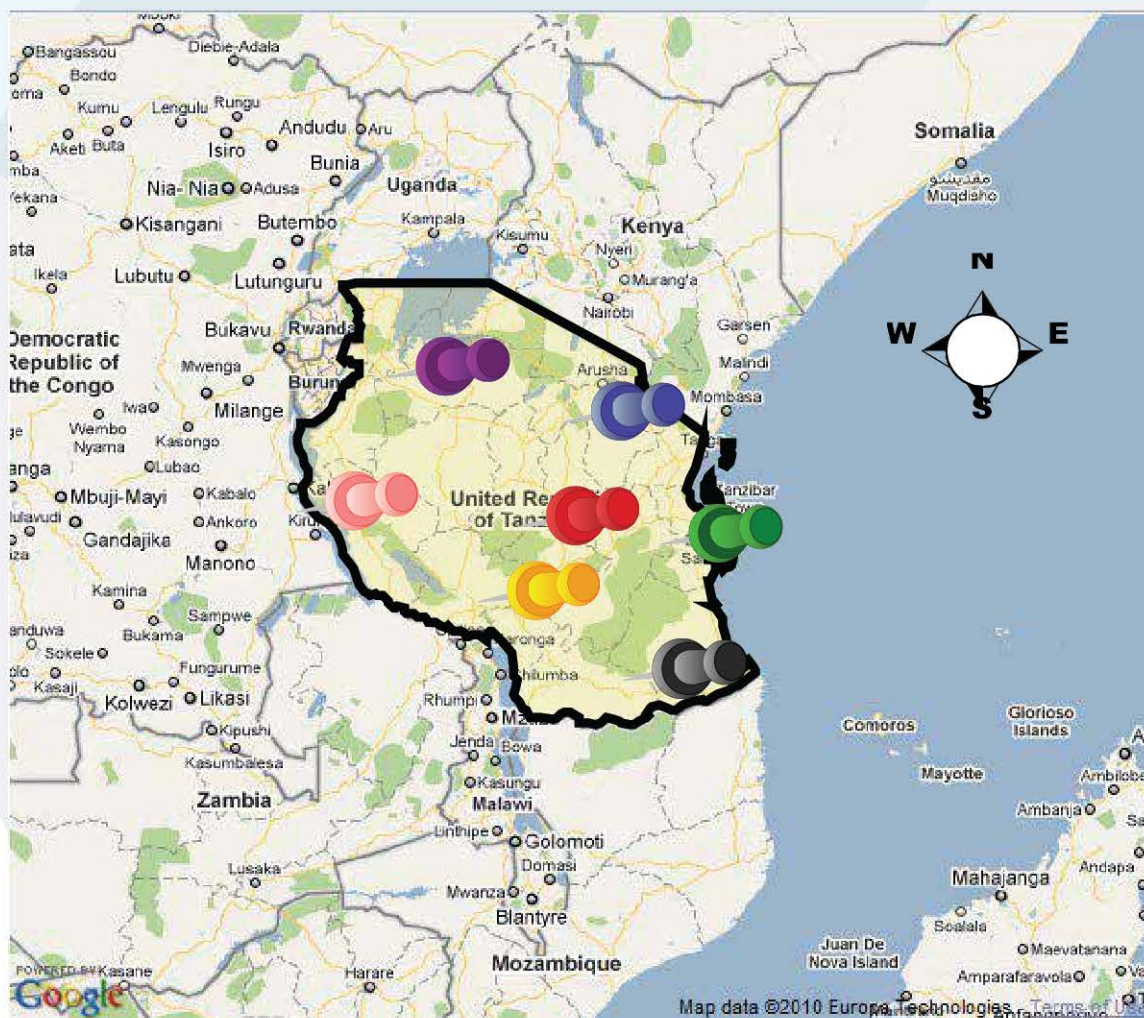 Bangassou
Diebie-Adala
Bondo
Kumu
Lengulu
Rungu
Aketi
Buta
Isiro
Andudu
Aru
Bunia
Nia-Nia
Adusa
Uganda
Somalia
مقديشو
Muqdisho
Kisangani
Butembo
Kampala
Kisumu
Kenya
Nyeri
Murang'a
Ikela
Lubutu
Lutunguru
N
Nairobi
Garsen
Bukavu
Rwanda
W
E
Democratic
Republic of
the Congo
Mwenga
Malindi
Arusha
Milange
Mombasa
S
Iwa
Wembo
Nyama
Kasongo
Lubao
Mbuji-Mayi
Kabalo
Gandajika
Ankoro
Manono
Kamina
Bukama
Sampwe
Sokele
Fungurume
Kasaji
Kolwezi
Likasi
Chilumba
Rhumpi
Kipushi
Kasumbalesa
Jenda
Bowa
Kasungu
Zambia
Malawi
Linthipe
Golomoti
Comoros
Glorioso
Islands
Mayotte
Ambanja
Lusaka
Domasi
Mwanza
Blantyre
Andapa
Mahajanga
Soalala
Juan De
Nova Island
Maevatanana
Amparafaravola
Mozambique
Harare
POWERED BY
Kasane
Google
Map data ©2010 Europa Technologies
Terms of